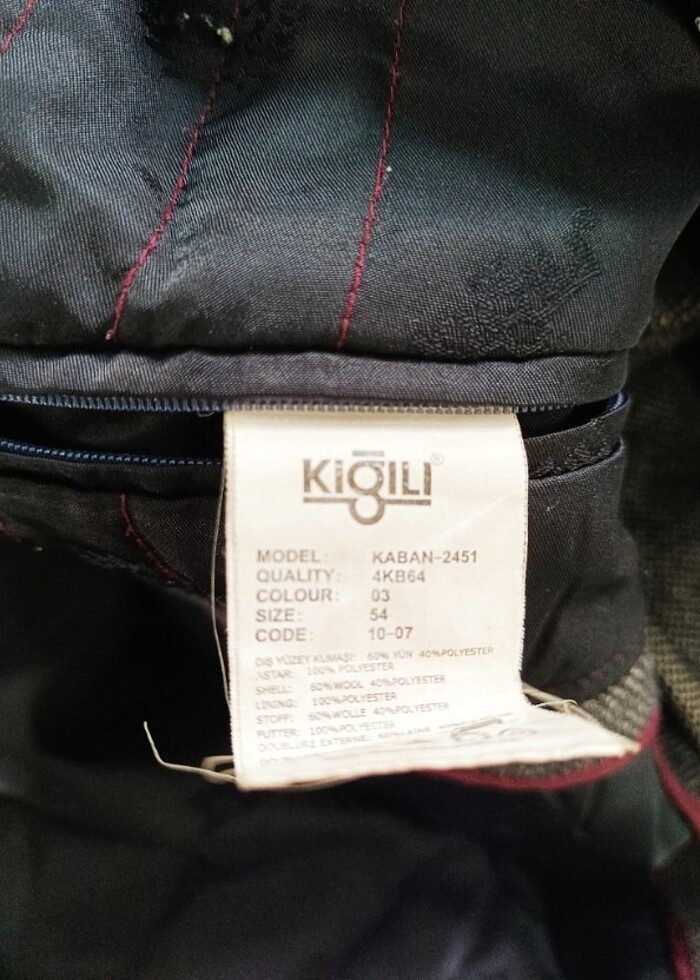 KİĞILI®
MODEL: KABAN-2451
QUALITY: 4KB64
COLOUR: 03
SIZE: 54
CODE: 10-07
DIŞ YÜZEY KUMAŞI: 60% YÜN 40%POLYESTER
ASTAR: 100% POLYESTER
SHELL: 60%WOOL 40%POLYESTER
LINING: 100%POLYESTER
STOFF: 60%WOLLE 40%POLYESTER
FUTTER: 100%POLYESTER
DOUBLURE EXTERNE: